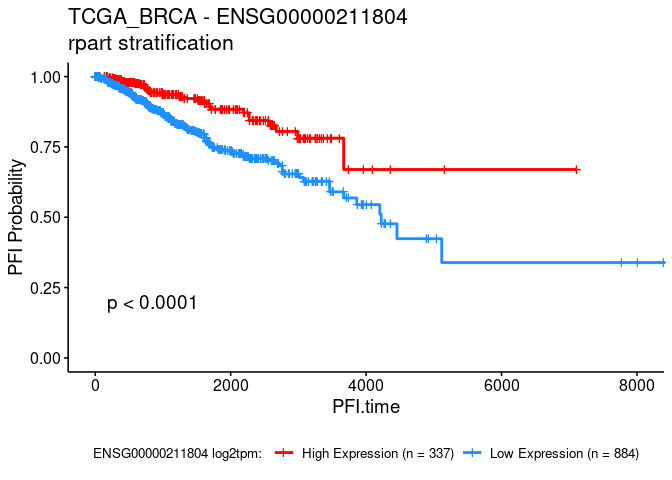 TCGA_BRCA - ENSG00000211804
rpart stratification
1.00
0.75
0.50
0.25
0.00
PFI Probability
p < 0.0001
0 2000 4000 6000 8000
PFI.time
ENSG00000211804 log2tpm: High Expression (n = 337) Low Expression (n = 884)